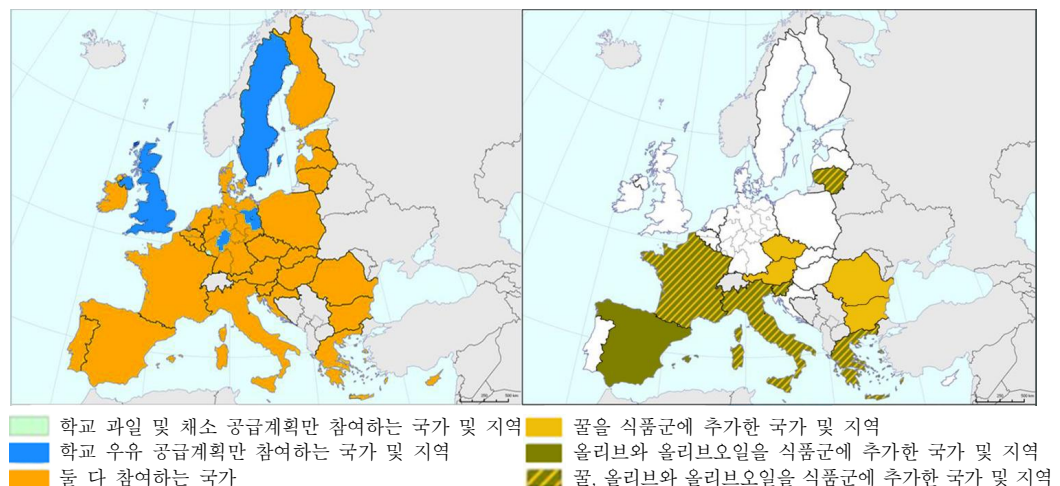 학교 과일 및 채소 공급계획만 참여하는 국가 및 지역
학교 우유 공급계획만 참여하는 국가 및 지역
둘 다 참여하는 국가
꿀을 식품군에 추가한 국가 및 지역
올리브와 올리브오일을 식품군에 추가한 국가 및 지역
꿀, 올리브와 올리브오일을 식품군에 추가한 국가 및 지역